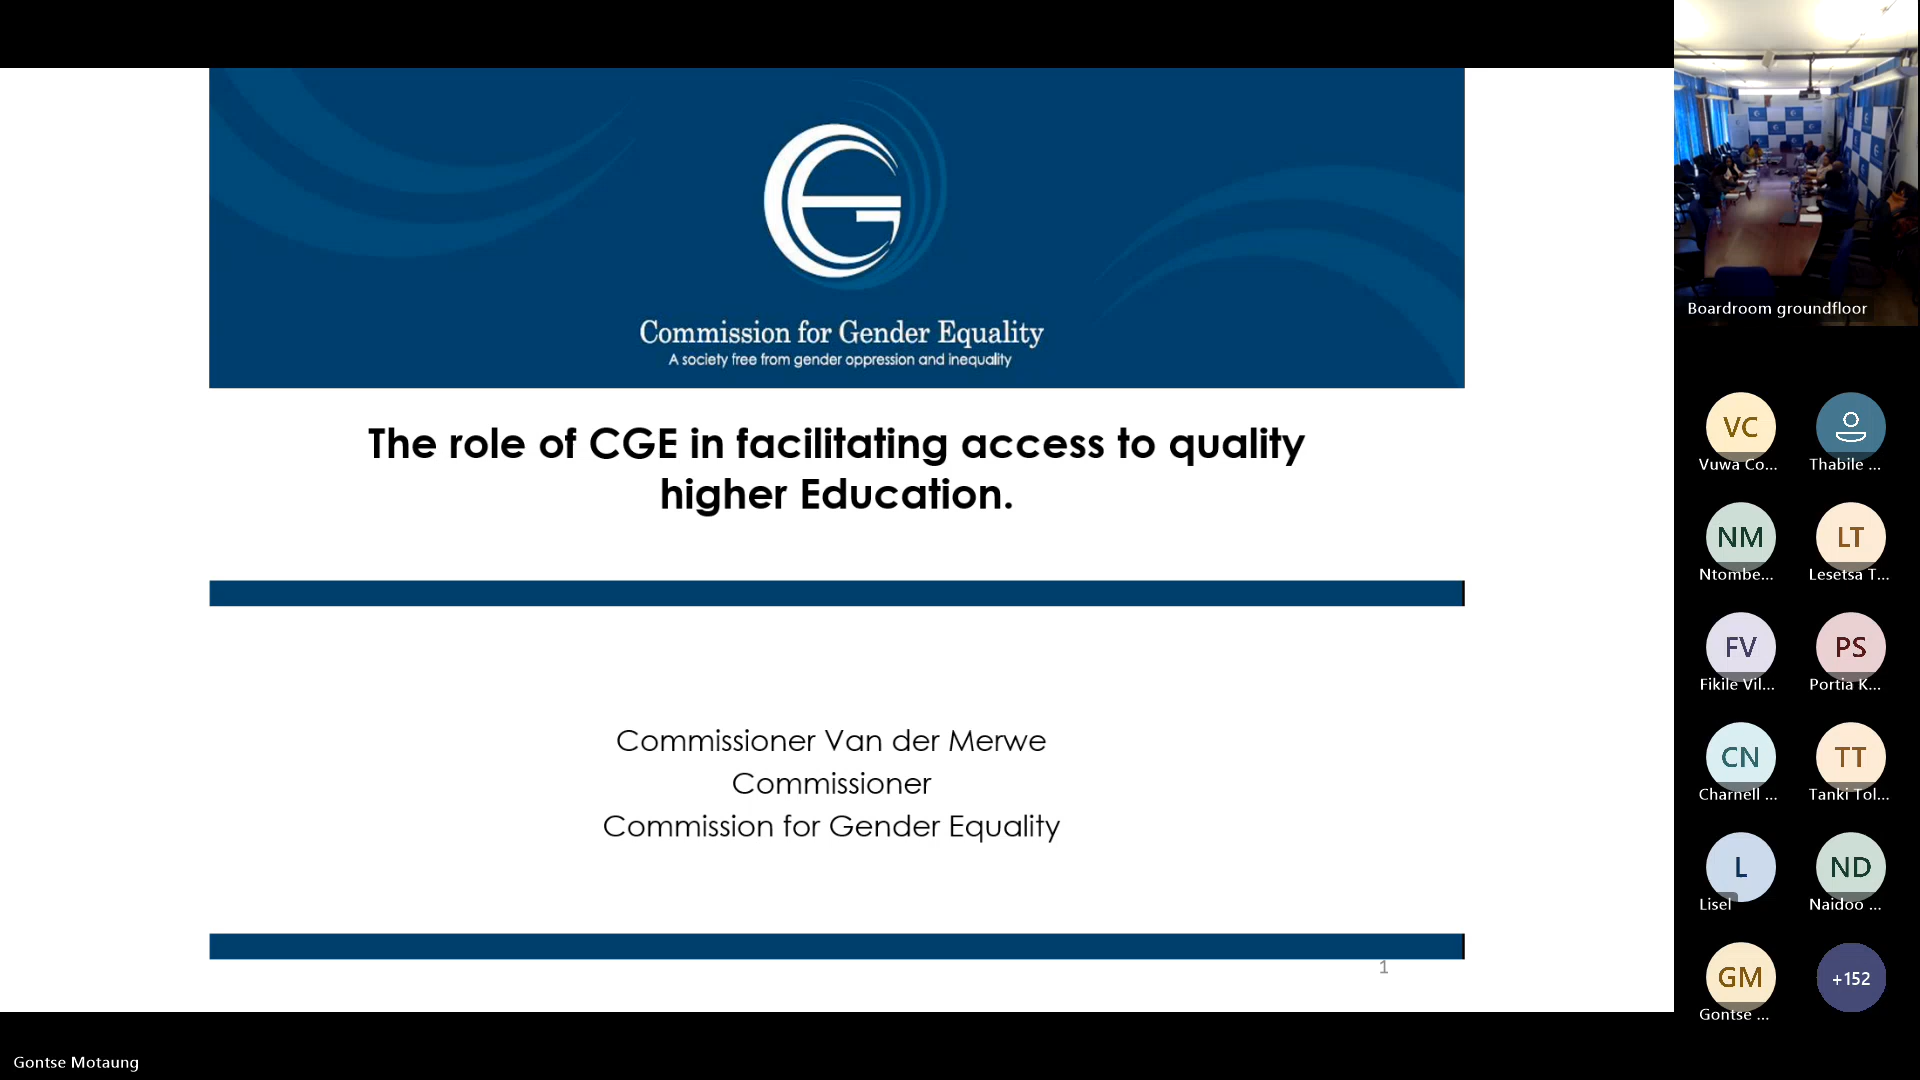 Commission for Gender Equality
A society free from gender oppression and inequality
The role of CGE in facilitating access to quality
higher Education.
Commissioner Van der Merwe
Commissioner
Commission for Gender Equality
1
Gontse Motaung
Boardroom groundfloor
VC
Vuwa Co...
Thabile ...
NM
Ntombe...
LT
Lesetsa T...
FV
Fikile Vil...
PS
Portia K...
CN
Charnell ...
TT
Tanki Tol...
L
Lisel
ND
Naidoo ...
GM
Gontse ...
+152